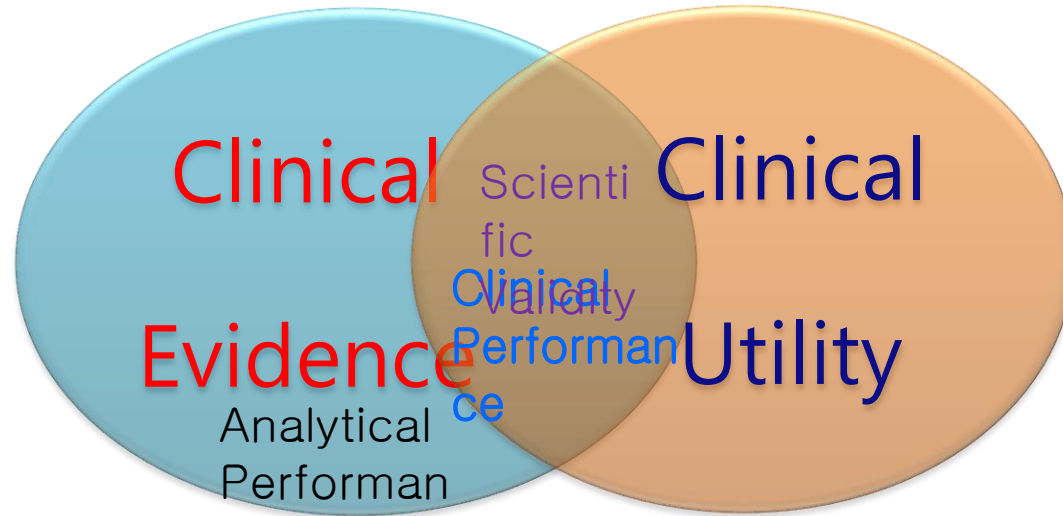 Clinical
Evidence
Analytical
Performan
Scienti
fic
Validity
Clinical
Performan
ce
Clinical
Utility